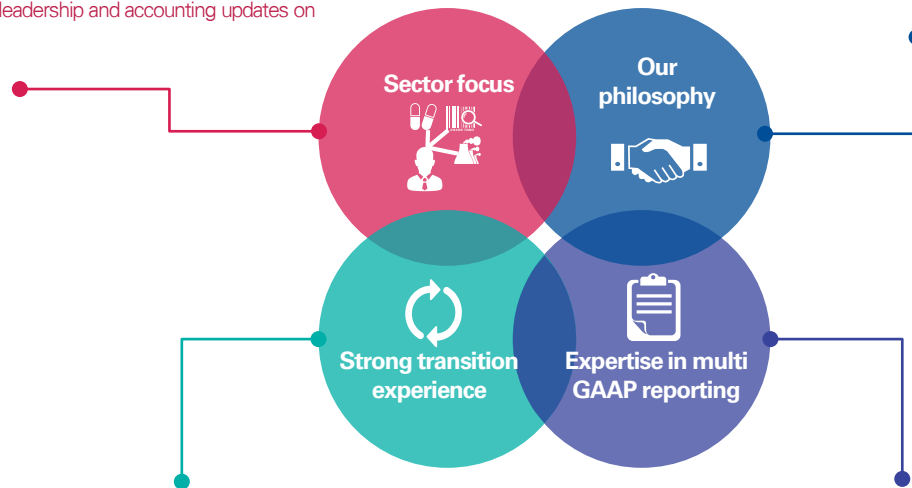 leadership and accounting updates on
Sector focus
Our
philosophy
Strong transition
experience
Expertise in multi
GAAP reporting